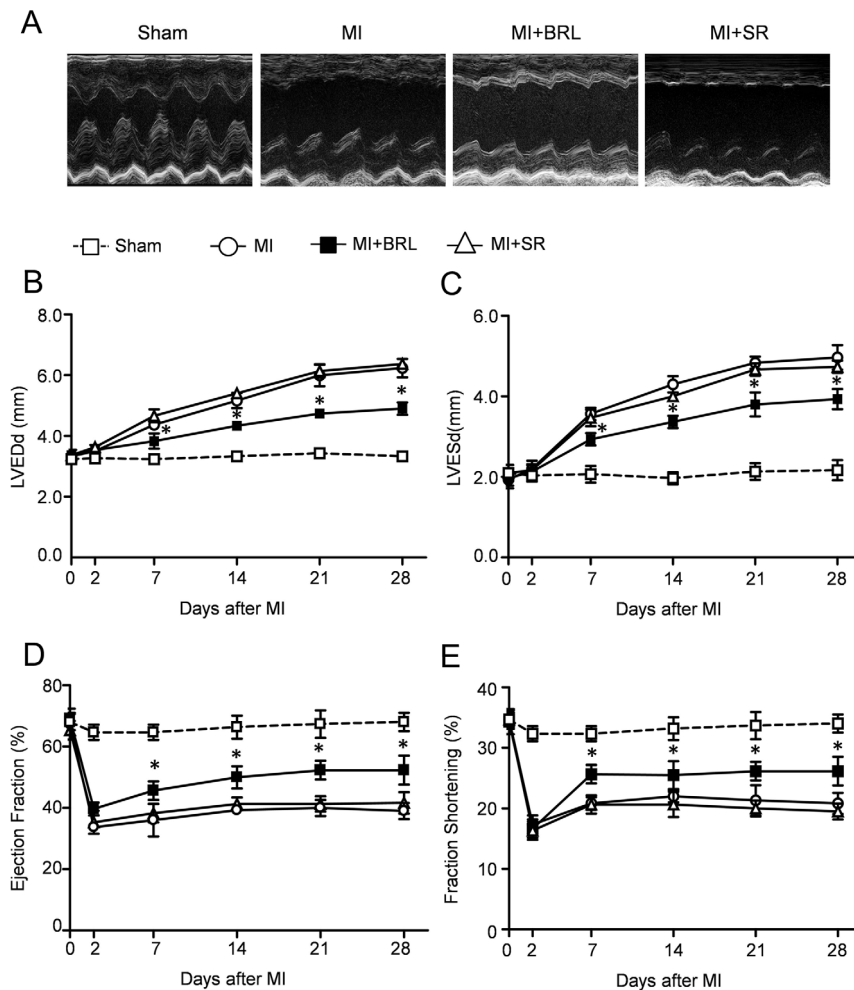 A
Sham MI MI+BRL MI+SR
Sham MI MI+BRL MI+SR
B
8.0
6.0
4.0
2.0
0.0
LVEDd (mm)
0 2 7 14 21 28
Days after MI
* * * *
C
6.0
4.0
2.0
0.0
LVESd(mm)
0 2 7 14 21 28
Days after MI
* * * *
D
80
60
40
20
0
Ejection Fraction (%)
0 2 7 14 21 28
Days after MI
* * * *
E
40
30
20
10
0
Fraction Shortening (%)
0 2 7 14 21 28
Days after MI
* * * *